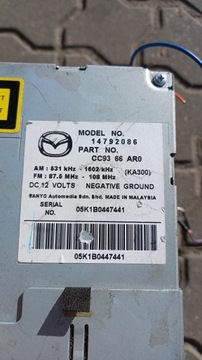 MODEL NO.
14792086
PART NO.
CC93 66 AR0
AM : 531 kHz - 1602/kHz (KA300)
FM : 87.5 MHz - 108 MHz
DC,12 VOLTS NEGATIVE GROUND
SANYO Automedia Sdn. Bhd. MADE IN MALAYSIA
SERIAL NO. 05K1B0447441
05K1B0447441